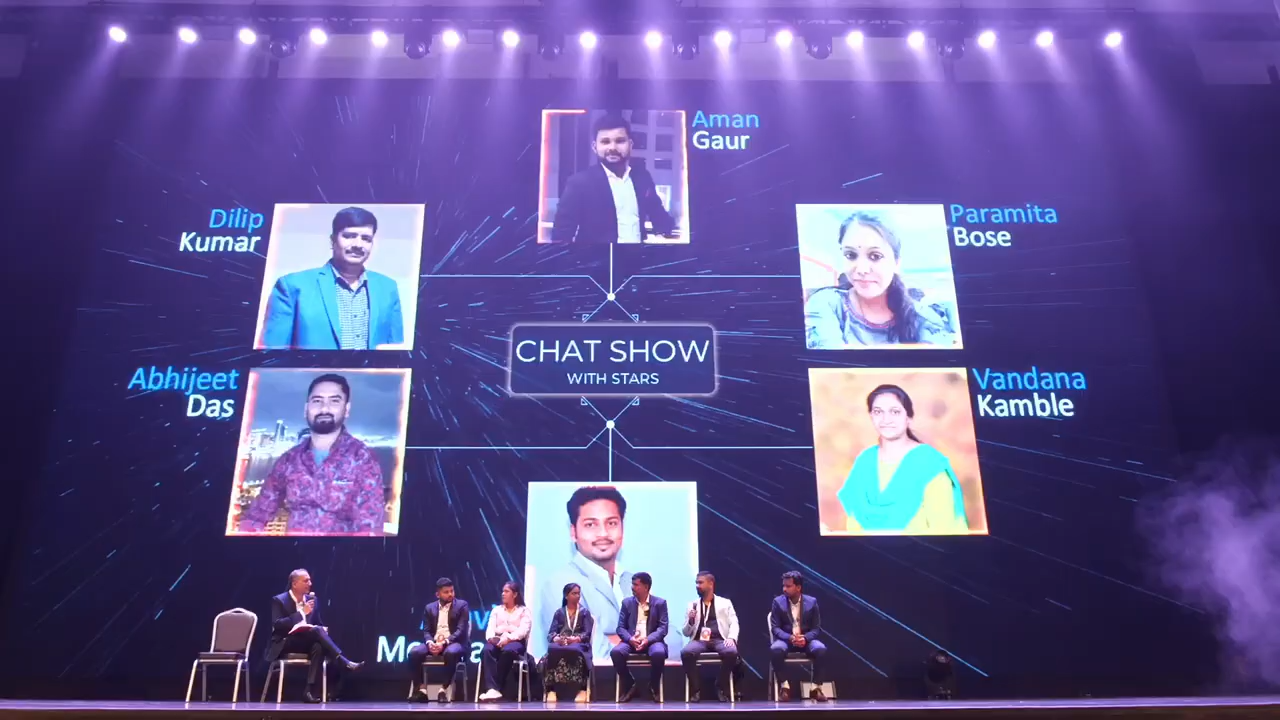 Aman
Gaur
Dilip
Kumar
Paramita
Bose
CHAT SHOW
WITH STARS
Abhijeet
Das
Vandana
Kamble